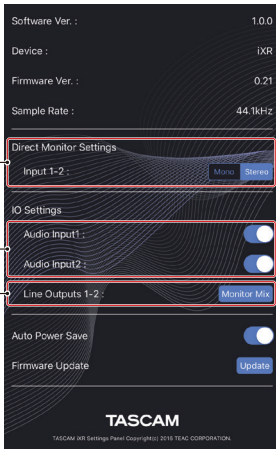 Software Ver. : 1.0.0
Device : iXR
Firmware Ver. : 0.21
Sample Rate : 44.1kHz
Direct Monitor Settings
Input 1-2 : Mono Stereo
IO Settings
Audio Input1 :
Audio Input2 :
Line Outputs 1-2 : Monitor Mix
Auto Power Save
Firmware Update Update
TASCAM
TASCAM iXR Settings Panel Copyright(c) 2016 TEAC CORPORATION.